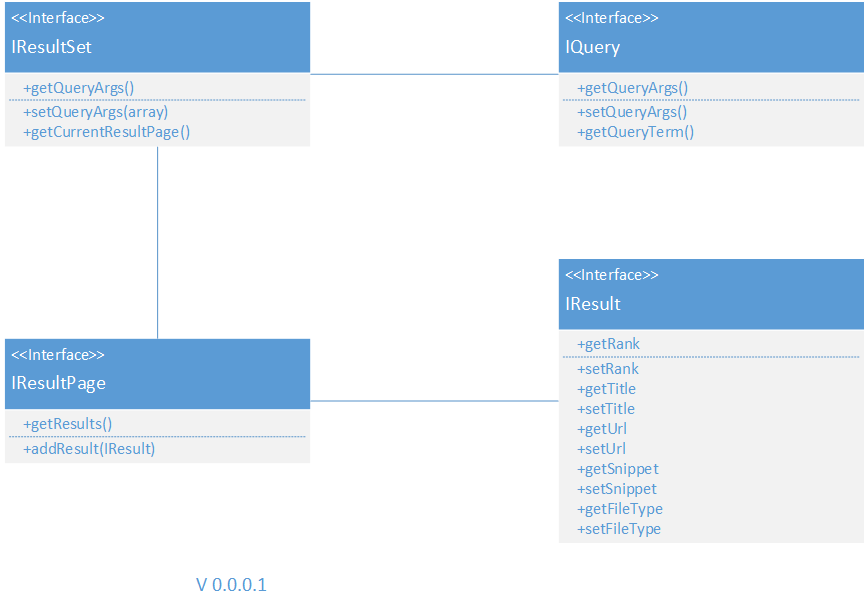 <<Interface>>
IResultSet
+getQueryArgs()
+setQueryArgs(array)
+getCurrentResultPage()
<<Interface>>
IQuery
+getQueryArgs()
+setQueryArgs()
+getQueryTerm()
<<Interface>>
IResultPage
+getResults()
+addResult(IResult)
<<Interface>>
IResult
+getRank
+setRank
+getTitle
+setTitle
+getUrl
+setUrl
+getSnippet
+setSnippet
+getFileType
+setFileType
V 0.0.0.1